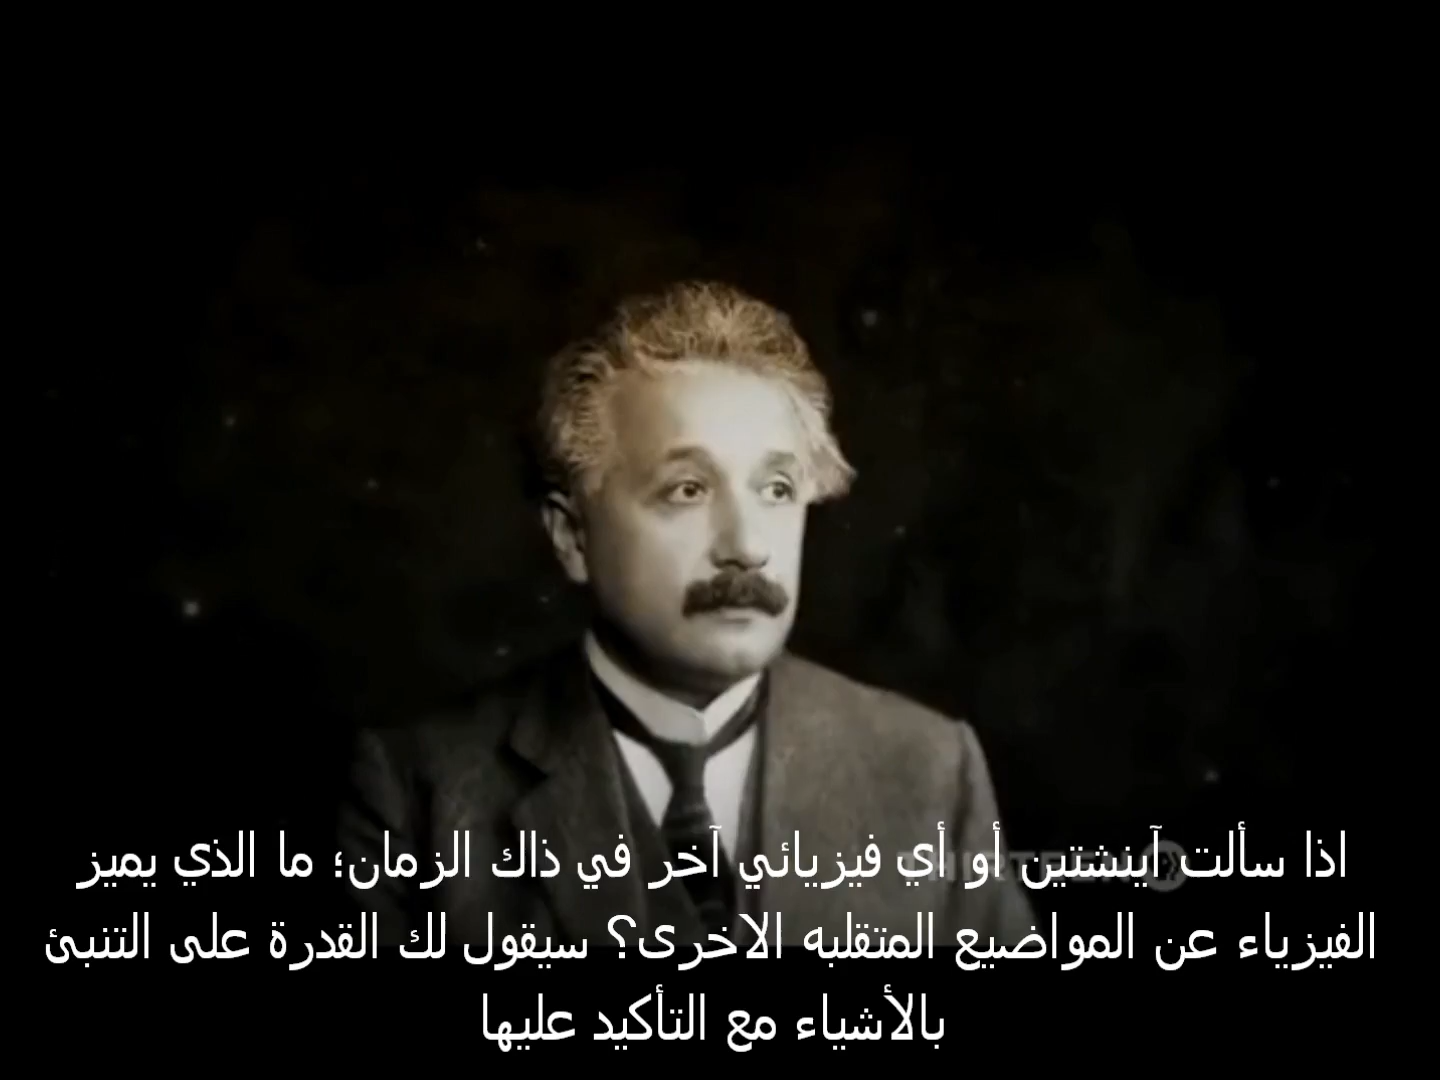 اذا سألت آينشتين أو أي فيزيائي آخر في ذاك الزمان؛ ما الذي يميز
الفيزياء عن المواضيع المتقلبه الاخرى؟ سيقول لك القدرة على التنبئ
بالأشياء مع التأكيد عليها